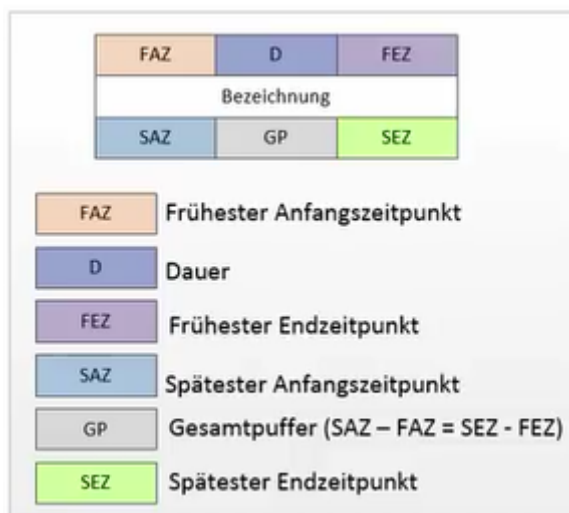 FAZ D FEZ
Bezeichnung
SAZ GP SEZ
FAZ Frühester Anfangszeitpunkt
D Dauer
FEZ Frühester Endzeitpunkt
SAZ Spätester Anfangszeitpunkt
GP Gesamtpuffer (SAZ – FAZ = SEZ - FEZ)
SEZ Spätester Endzeitpunkt